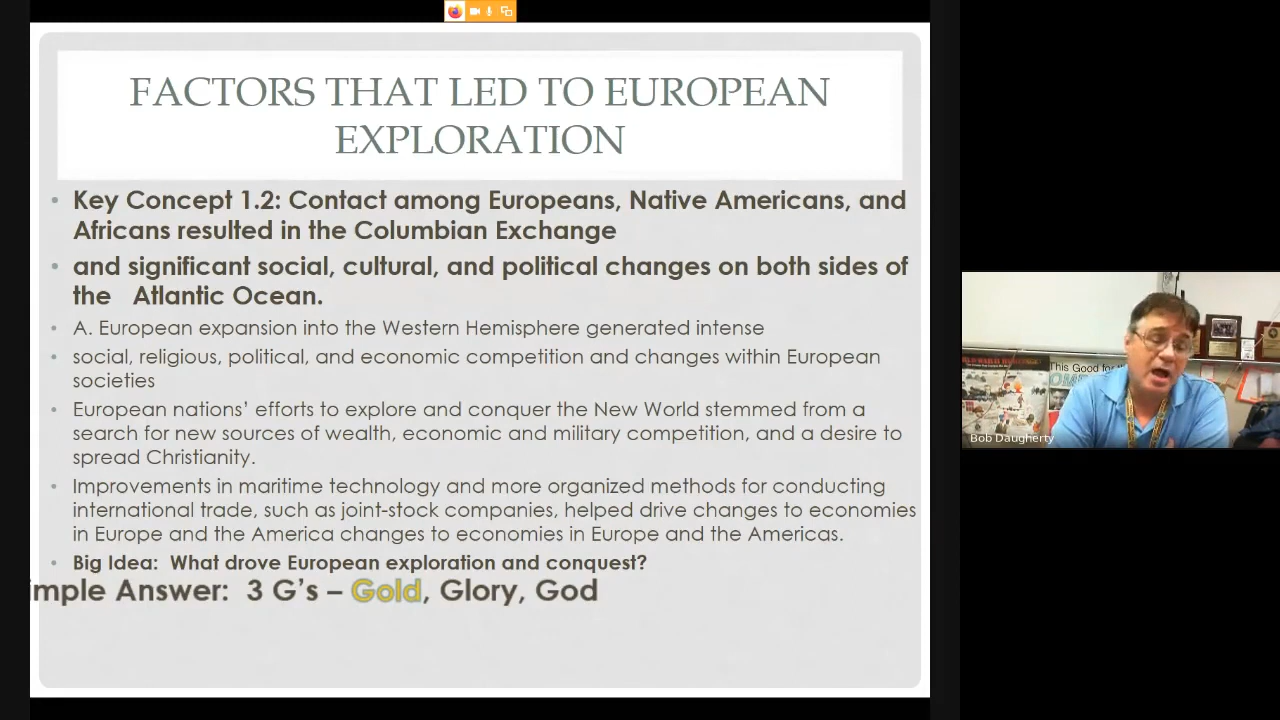 FACTORS THAT LED TO EUROPEAN
EXPLORATION
• Key Concept 1.2: Contact among Europeans, Native Americans, and
Africans resulted in the Columbian Exchange
• and significant social, cultural, and political changes on both sides of
the Atlantic Ocean.
• A. European expansion into the Western Hemisphere generated intense
• social, religious, political, and economic competition and changes within European
societies
• European nations’ efforts to explore and conquer the New World stemmed from a
search for new sources of wealth, economic and military competition, and a desire to
spread Christianity.
• Improvements in maritime technology and more organized methods for conducting
international trade, such as joint-stock companies, helped drive changes to economies
in Europe and the America changes to economies in Europe and the Americas.
• Big Idea: What drove European exploration and conquest?
imple Answer: 3 G’s – Gold, Glory, God
This Good for
Bob Daugherty